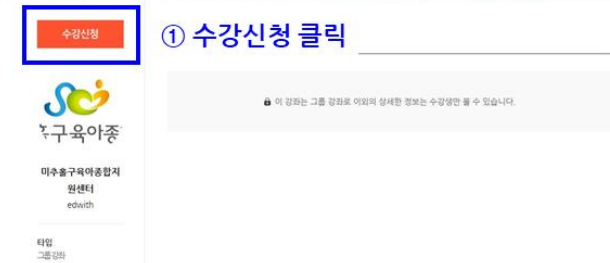 수강신청
① 수강신청 클릭
🔒 이 강좌는 그룹 강좌로 이외의 상세한 정보는 수강생만 볼 수 있습니다.
구육아종
미추홀구육아종합지
원센터
edwith
타입
그룹강좌